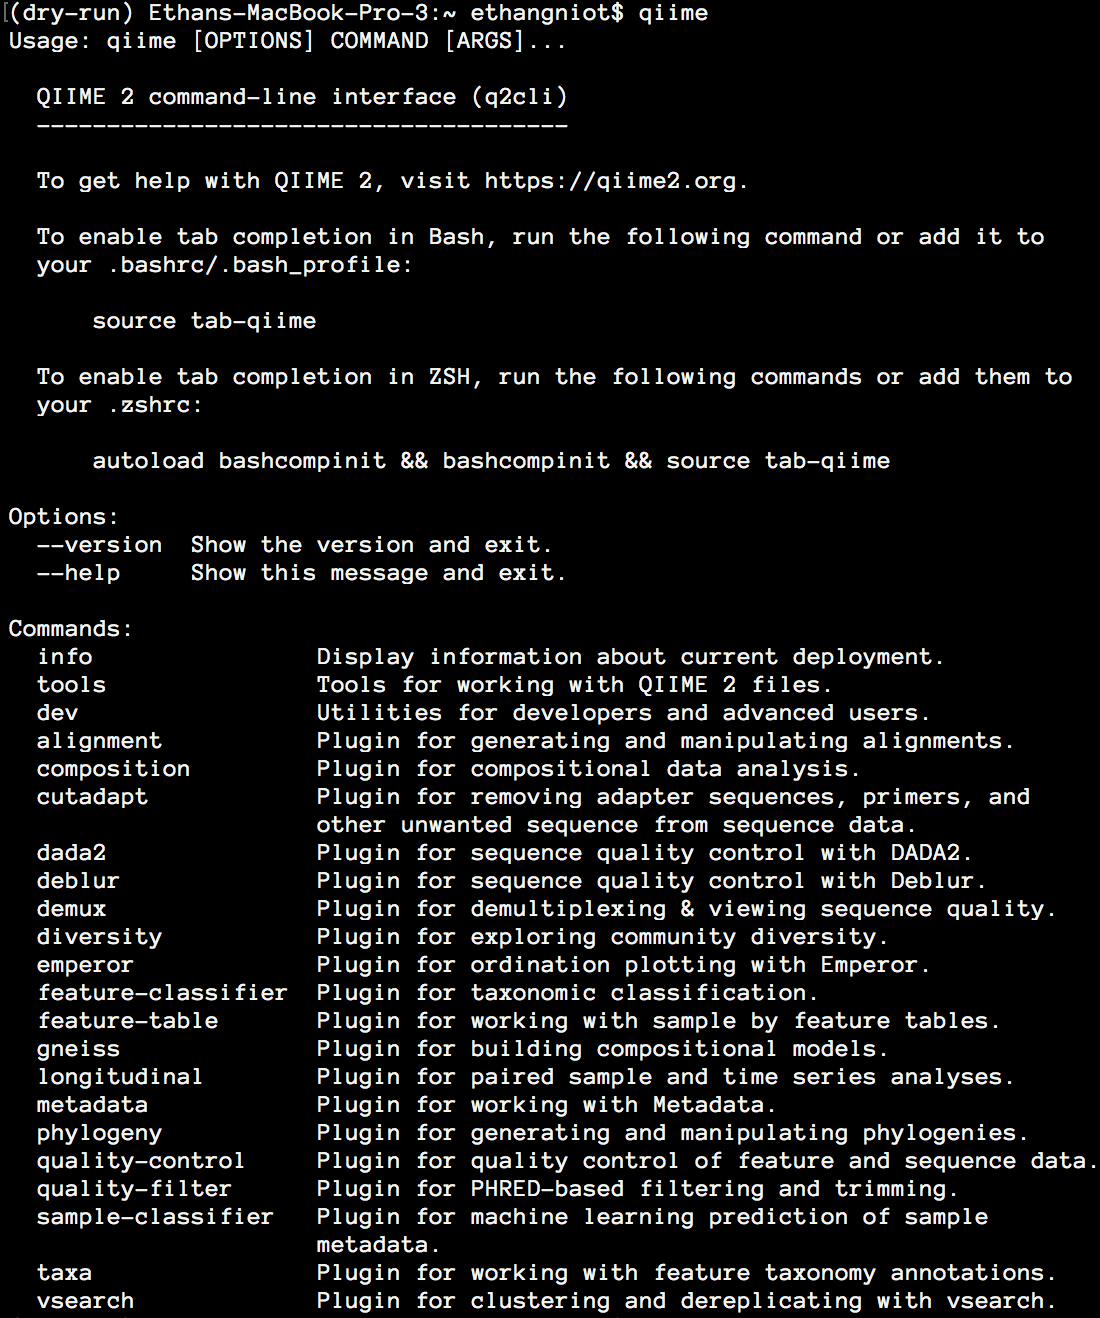 [(dry-run) Ethans-MacBook-Pro-3:~ ethangniot$ qiime
Usage: qiime [OPTIONS] COMMAND [ARGS]...
QIIME 2 command-line interface (q2cli)
--------------------------------------
To get help with QIIME 2, visit https://qiime2.org.
To enable tab completion in Bash, run the following command or add it to
your .bashrc/.bash_profile:
source tab-qiime
To enable tab completion in ZSH, run the following commands or add them to
your .zshrc:
autoload bashcompinit && bashcompinit && source tab-qiime
Options:
--version  Show the version and exit.
--help     Show this message and exit.
Commands:
info                Display information about current deployment.
tools               Tools for working with QIIME 2 files.
dev                 Utilities for developers and advanced users.
alignment           Plugin for generating and manipulating alignments.
composition         Plugin for compositional data analysis.
cutadapt            Plugin for removing adapter sequences, primers, and
other unwanted sequence from sequence data.
dada2               Plugin for sequence quality control with DADA2.
deblur              Plugin for sequence quality control with Deblur.
demux               Plugin for demultiplexing & viewing sequence quality.
diversity           Plugin for exploring community diversity.
emperor             Plugin for ordination plotting with Emperor.
feature-classifier  Plugin for taxonomic classification.
feature-table       Plugin for working with sample by feature tables.
gneiss              Plugin for building compositional models.
longitudinal        Plugin for paired sample and time series analyses.
metadata            Plugin for working with Metadata.
phylogeny           Plugin for generating and manipulating phylogenies.
quality-control     Plugin for quality control of feature and sequence data.
quality-filter      Plugin for PHRED-based filtering and trimming.
sample-classifier   Plugin for machine learning prediction of sample
metadata.
taxa                Plugin for working with feature taxonomy annotations.
vsearch             Plugin for clustering and dereplicating with vsearch.